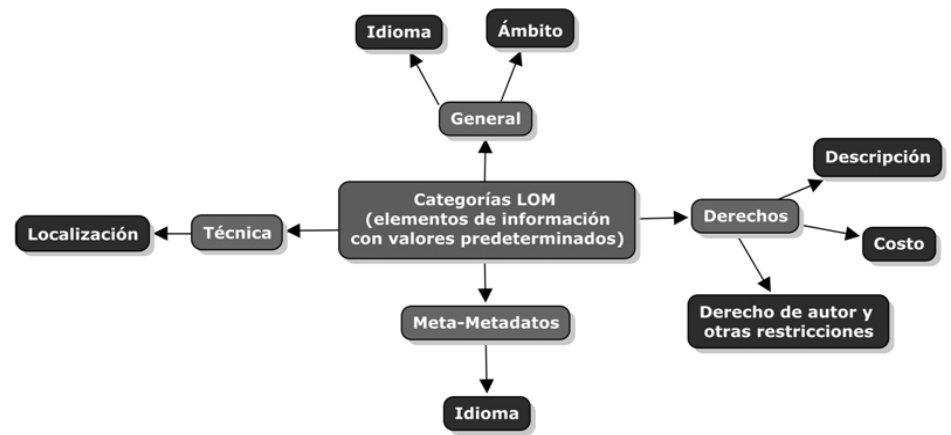 Idioma
Ámbito
General
Descripción
Categorías LOM
(elementos de información
con valores predeterminados)
Derechos
Localización
Técnica
Costo
Meta-Metadatos
Derecho de autor y
otras restricciones
Idioma